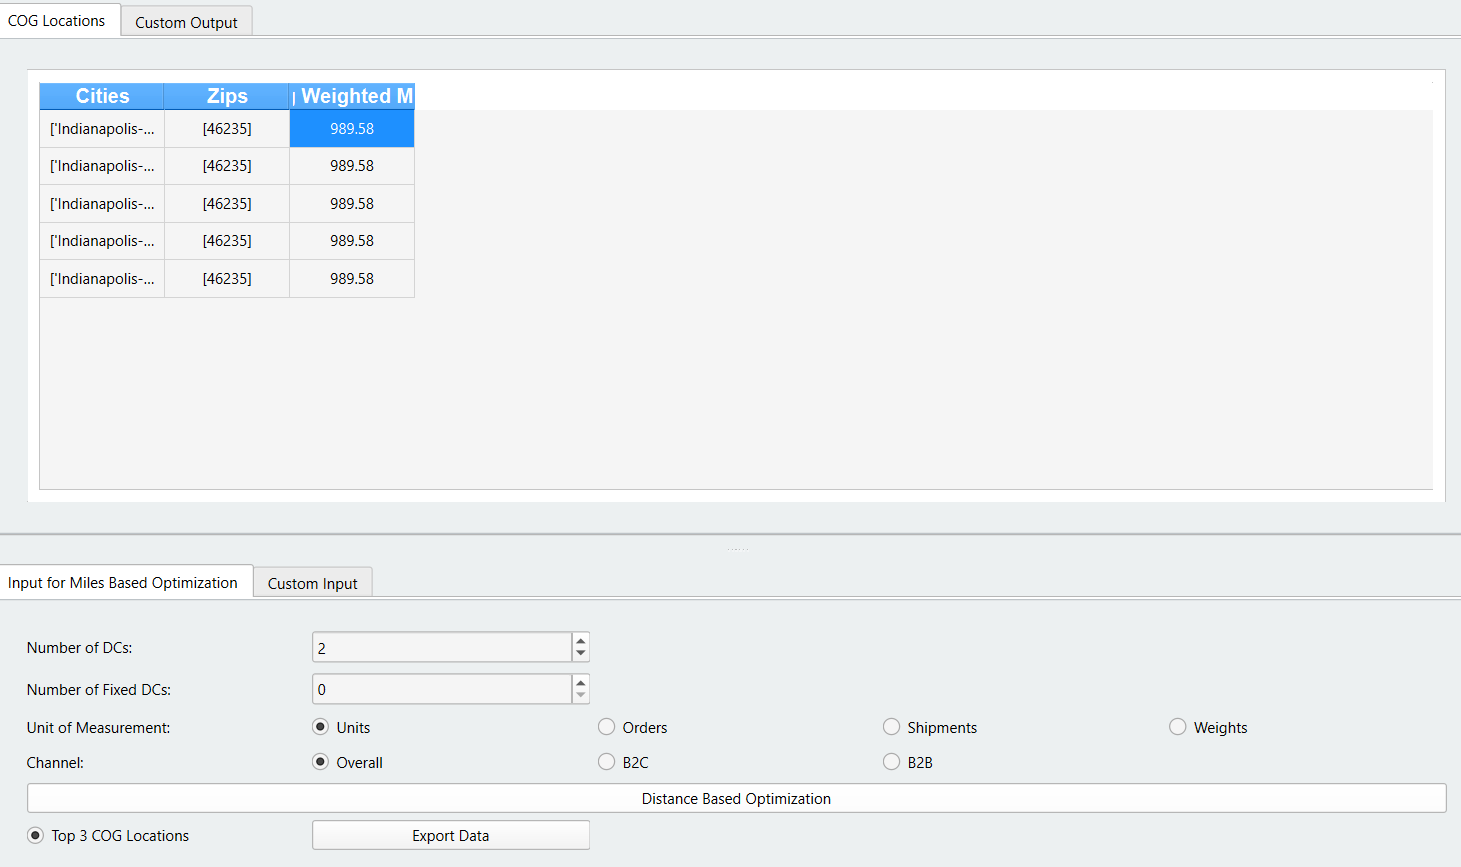 COG Locations Custom Output
Cities Zips Weighted M
['Indianapolis-... [46235] 989.58
['Indianapolis-... [46235] 989.58
['Indianapolis-... [46235] 989.58
['Indianapolis-... [46235] 989.58
['Indianapolis-... [46235] 989.58
Input for Miles Based Optimization Custom Input
Number of DCs: 2
Number of Fixed DCs: 0
Unit of Measurement: Units Orders Shipments Weights
Channel: Overall B2C B2B
Distance Based Optimization
Top 3 COG Locations Export Data